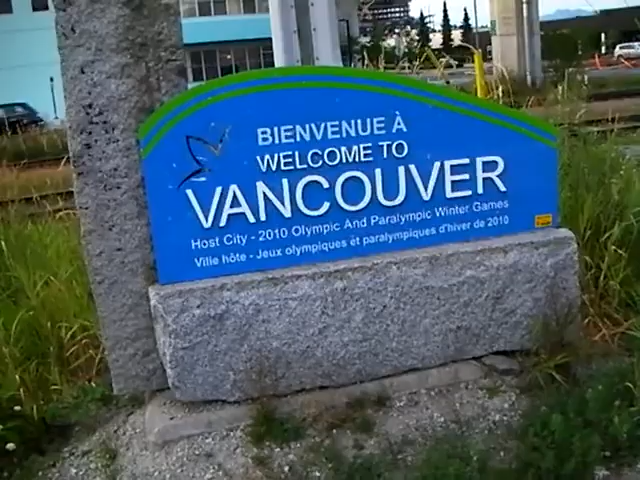 BIENVENUE À
WELCOME TO
VANCOUVER
Host City - 2010 Olympic And Paralympic Winter Games
Ville hôte - Jeux olympiques et paralympiques d'hiver de 2010